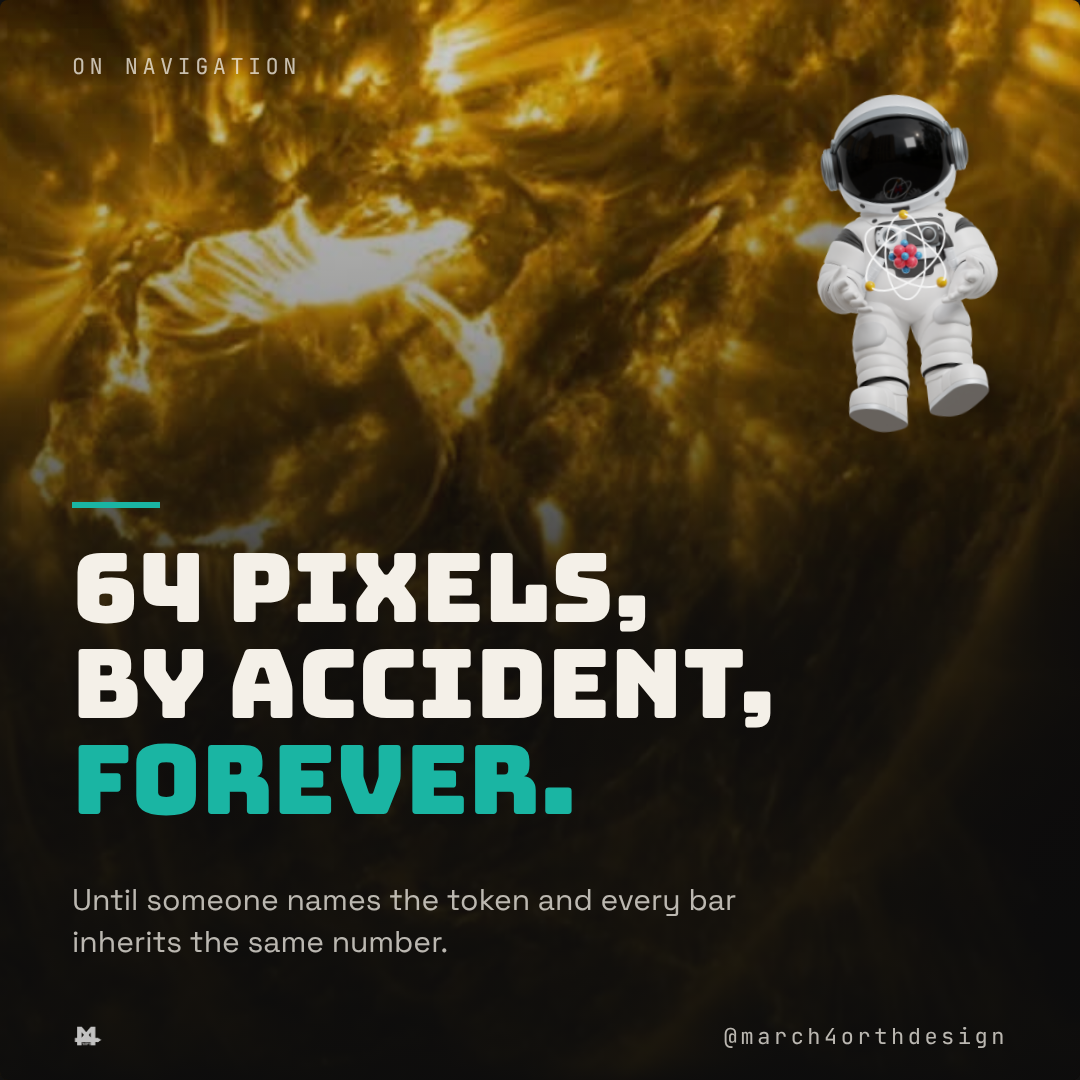 ON NAVIGATION
64 PIXELS,
BY ACCIDENT,
FOREVER.
Until someone names the token and every bar
inherits the same number.
@march4orthdesign